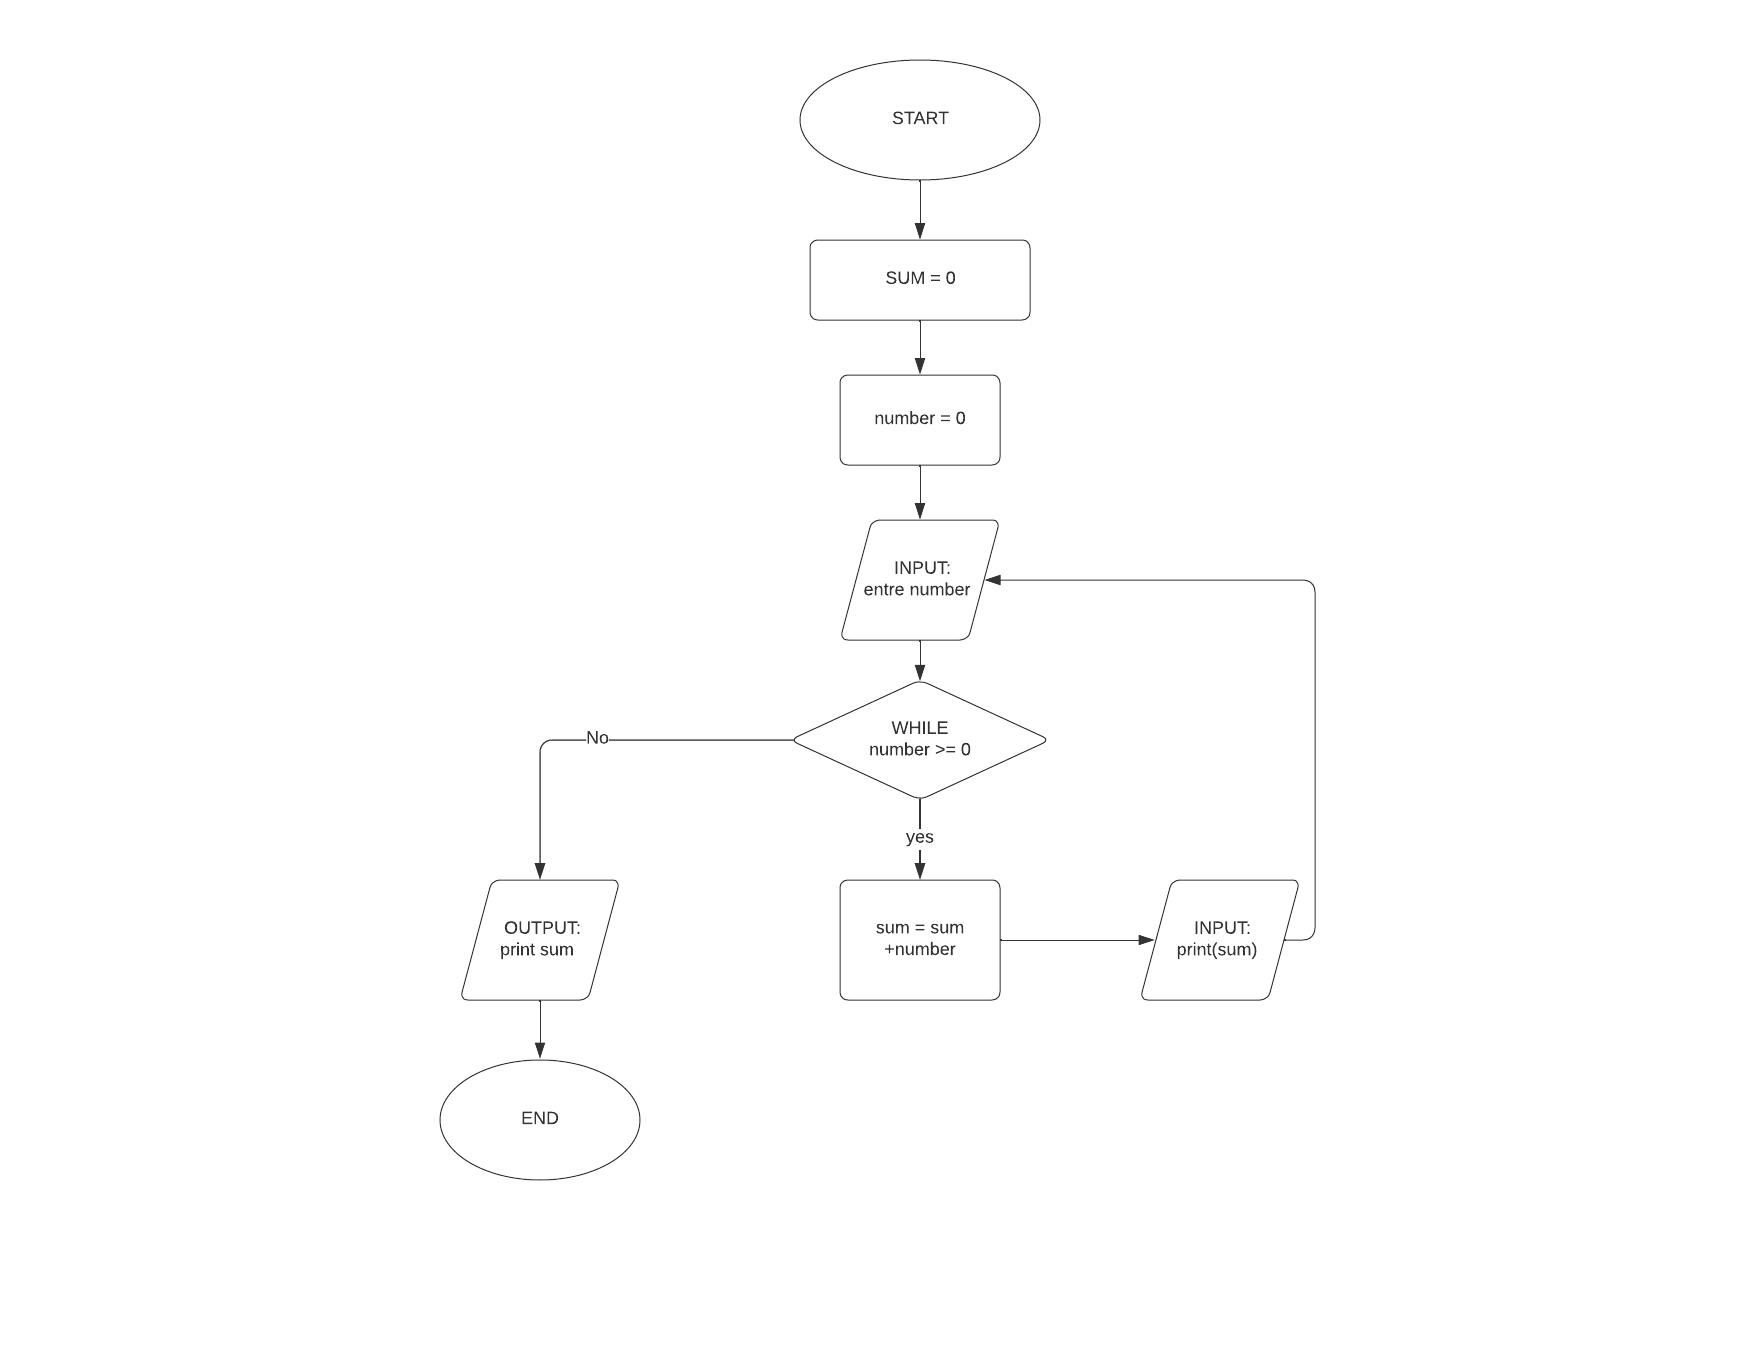 START
SUM = 0
number = 0
INPUT:
entre number
WHILE
number >= 0
No
yes
OUTPUT:
print sum
sum = sum
+number
INPUT:
print(sum)
END